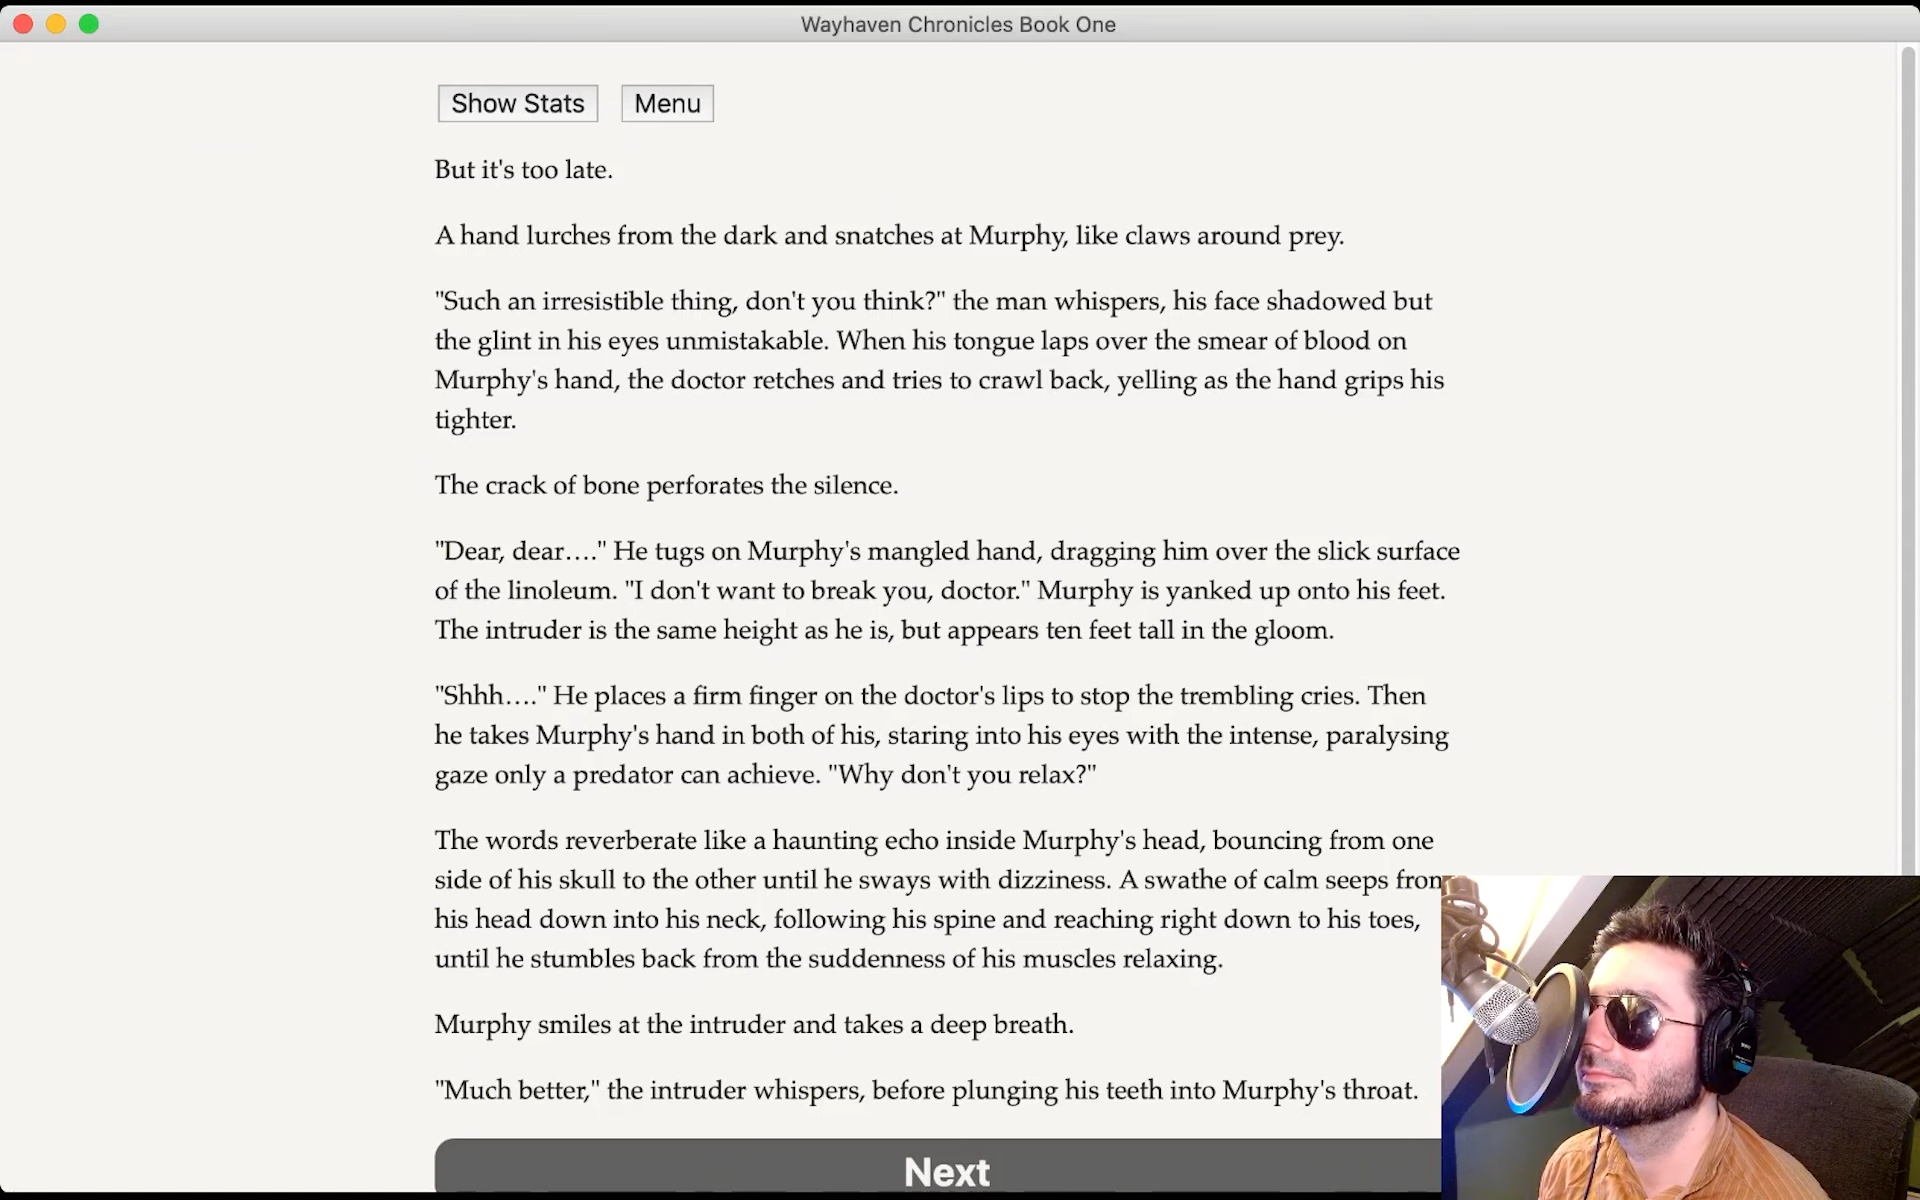 Wayhaven Chronicles Book One
Show Stats Menu
But it's too late.
A hand lurches from the dark and snatches at Murphy, like claws around prey.
"Such an irresistible thing, don't you think?" the man whispers, his face shadowed but
the glint in his eyes unmistakable. When his tongue laps over the smear of blood on
Murphy's hand, the doctor retches and tries to crawl back, yelling as the hand grips his
tighter.
The crack of bone perforates the silence.
"Dear, dear…." He tugs on Murphy's mangled hand, dragging him over the slick surface
of the linoleum. "I don't want to break you, doctor." Murphy is yanked up onto his feet.
The intruder is the same height as he is, but appears ten feet tall in the gloom.
"Shhh…." He places a firm finger on the doctor's lips to stop the trembling cries. Then
he takes Murphy's hand in both of his, staring into his eyes with the intense, paralysing
gaze only a predator can achieve. "Why don't you relax?"
The words reverberate like a haunting echo inside Murphy's head, bouncing from one
side of his skull to the other until he sways with dizziness. A swathe of calm seeps from
his head down into his neck, following his spine and reaching right down to his toes,
until he stumbles back from the suddenness of his muscles relaxing.
Murphy smiles at the intruder and takes a deep breath.
"Much better," the intruder whispers, before plunging his teeth into Murphy's throat.
Next